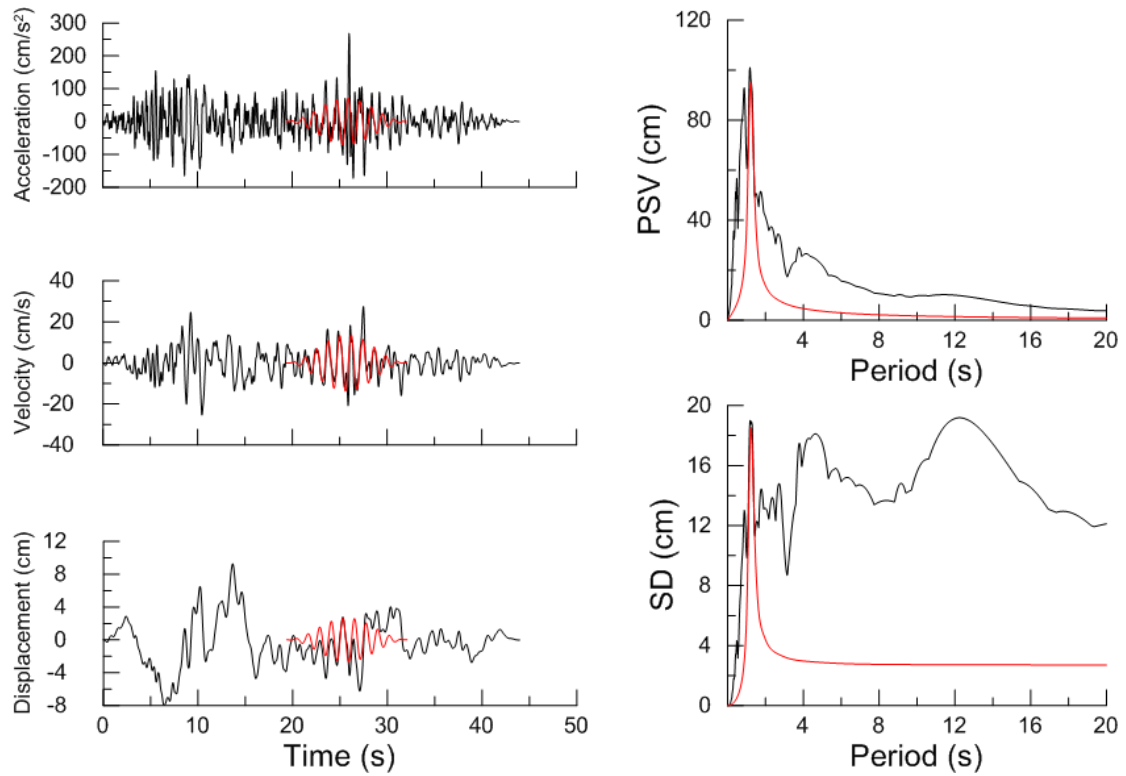 Acceleration (cm/s²)
300
200
100
0
-100
-200
Velocity (cm/s)
40
20
0
-20
-40
Displacement (cm)
12
8
4
0
-4
-8
0 10 20 30 40 50
Time (s)
PSV (cm)
120
80
40
0
4 8 12 16 20
Period (s)
SD (cm)
20
16
12
8
4
0
0 4 8 12 16 20
Period (s)